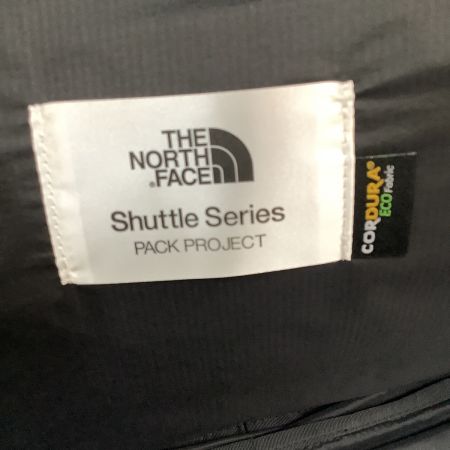 THE
NORTH
FACE
Shuttle Series
PACK PROJECT
CORDURA®
ECO Fabric